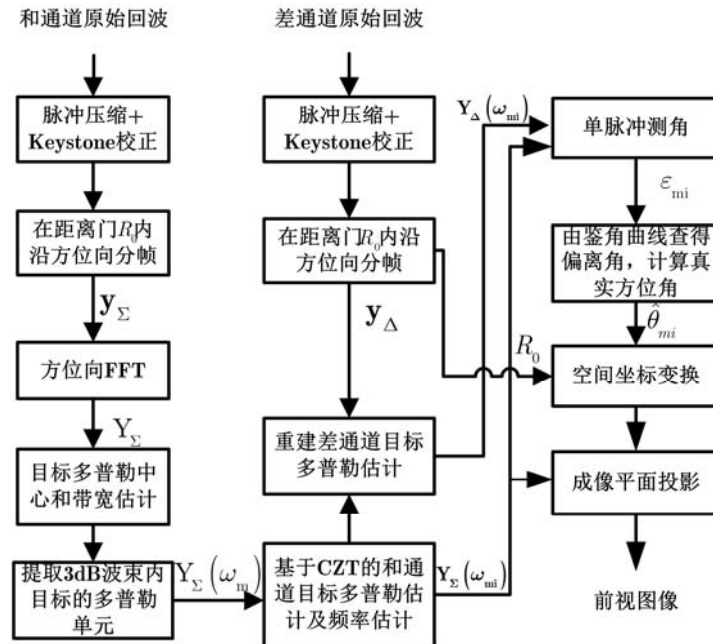 和通道原始回波
脉冲压缩+
Keystone校正
在距离门R₀内
沿方位向分帧
y_Σ
方位向FFT
Y_Σ
目标多普勒中
心和带宽估计
提取3dB波束内
目标的多普勒
单元
Y_Σ(ω_m)
差通道原始回波
脉冲压缩+
Keystone校正
在距离门R₀内沿
方位向分帧
y_Δ
重建差通道目标
多普勒估计
基于CZT的和通
道目标多普勒估
计及频率估计
Y_Σ(ω_mi)
Y_Δ(ω_mi)
R₀
单脉冲测角
ε_mi
由鉴角曲线查得
偏离角，计算真
实方位角
θ̂_mi
空间坐标变换
成像平面投影
前视图像